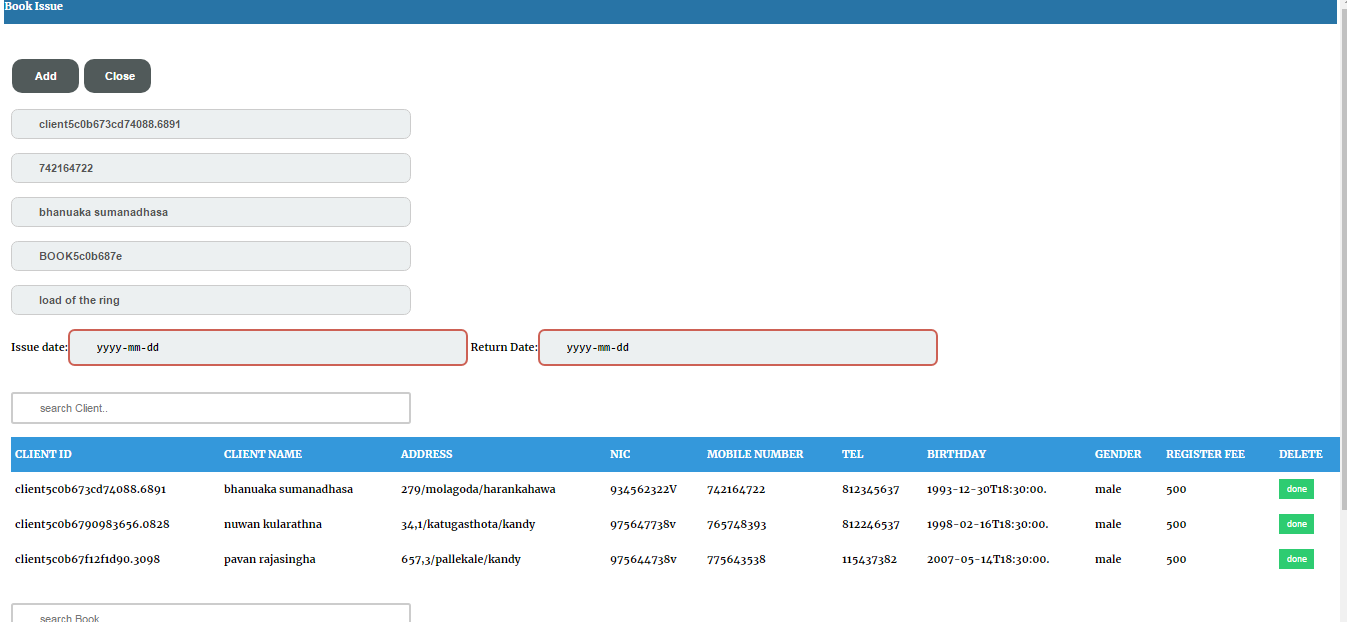 Book Issue
Add Close
client5c0b673cd74088.6891
742164722
bhanuaka sumanadhasa
BOOK5c0b687e
load of the ring
Issue date: yyyy-mm-dd Return Date: yyyy-mm-dd
search Client..
CLIENT ID CLIENT NAME ADDRESS NIC MOBILE NUMBER TEL BIRTHDAY GENDER REGISTER FEE DELETE
client5c0b673cd74088.6891 bhanuaka sumanadhasa 279/molagoda/harankahawa 934562322V 742164722 812345637 1993-12-30T18:30:00. male 500 done
client5c0b6790983656.0828 nuwan kularathna 34,1/katugasthota/kandy 975647738v 765748393 812246537 1998-02-16T18:30:00. male 500 done
client5c0b67f12f1d90.3098 pavan rajasingha 657,3/pallekale/kandy 975644738v 775643538 115437382 2007-05-14T18:30:00. male 500 done
search Book